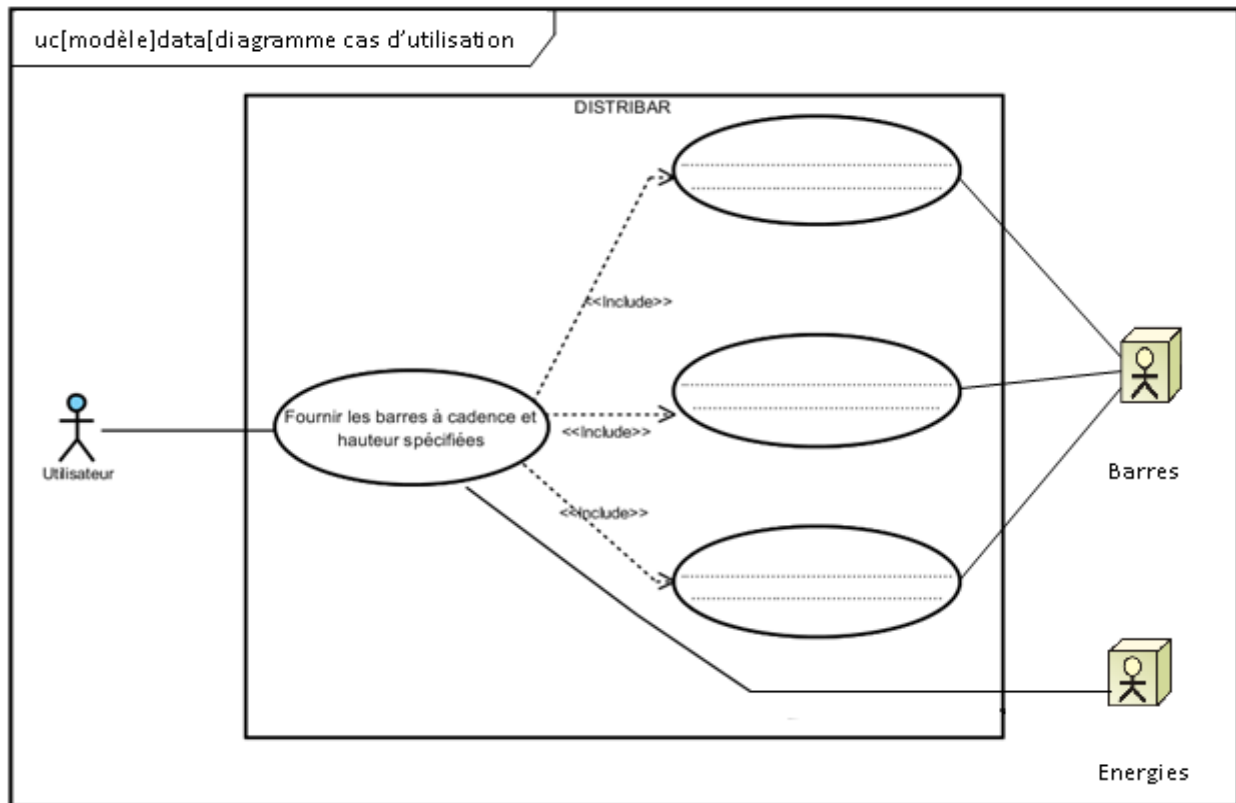 uc[modèle]data[diagramme cas d'utilisation
DISTRIBAR
<<Include>>
Fournir les barres à cadence et
hauteur spécifiées
<<Include>>
Utilisateur
Barres
<<Include>>
Energies